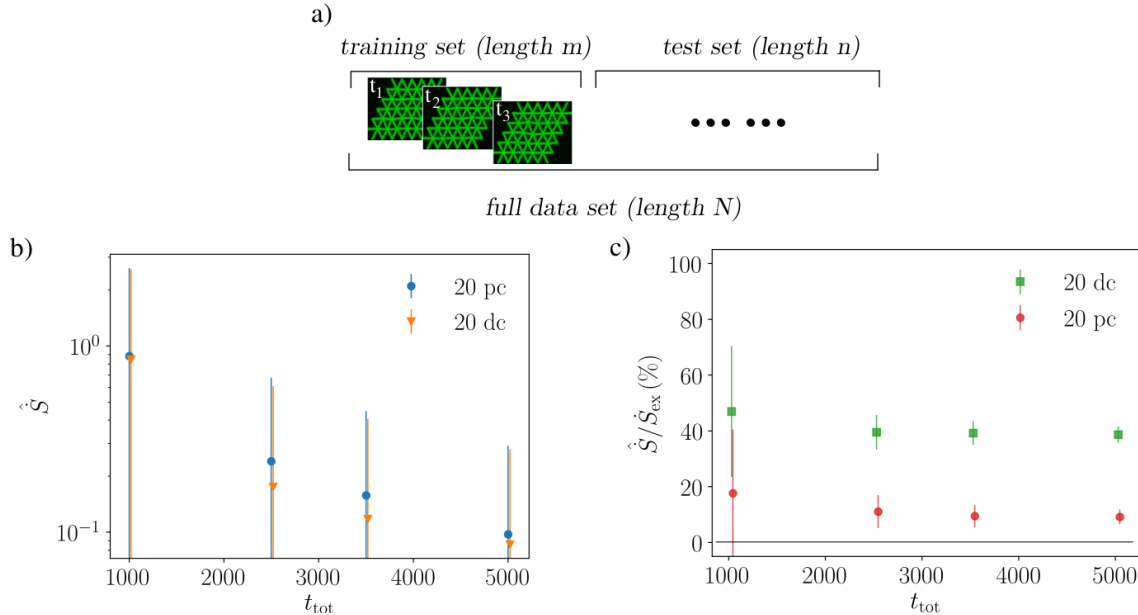 a)
training set (length m)
test set (length n)
t₁
t₂
t₃
full data set (length N)
b)
20 pc
20 dc
10⁰
10⁻¹
Ṡ̂
1000 2000 3000 4000 5000
t_tot
c)
100
80
60
40
20
0
20 dc
20 pc
Ṡ̂/Ṡ_ex (%)
1000 2000 3000 4000 5000
t_tot